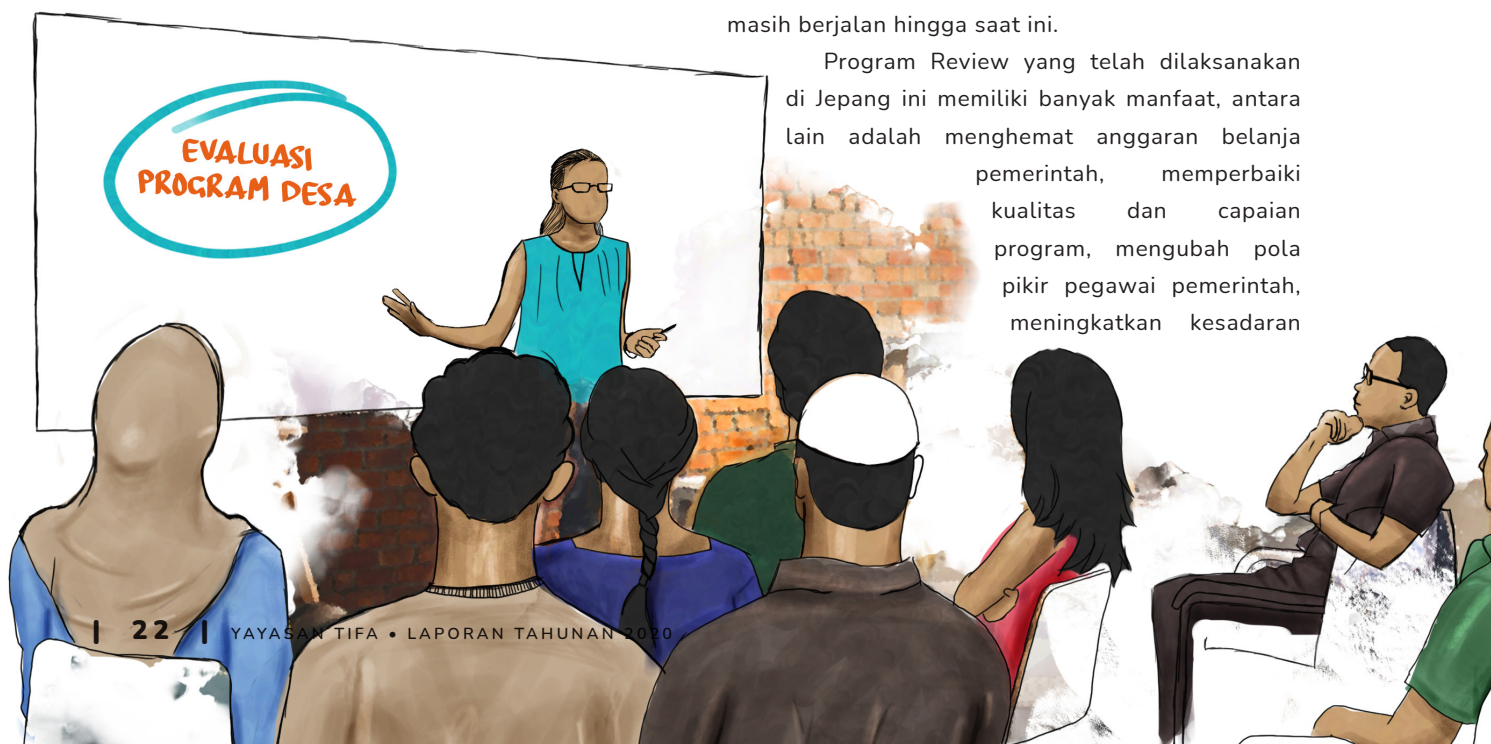 masih berjalan hingga saat ini.
Program Review yang telah dilaksanakan
di Jepang ini memiliki banyak manfaat, antara
lain adalah menghemat anggaran belanja
pemerintah, memperbaiki
kualitas dan capaian
program, mengubah pola
pikir pegawai pemerintah,
meningkatkan kesadaran
EVALUASI
PROGRAM DESA
| 22 | YAYASAN TIFA • LAPORAN TAHUNAN 2020